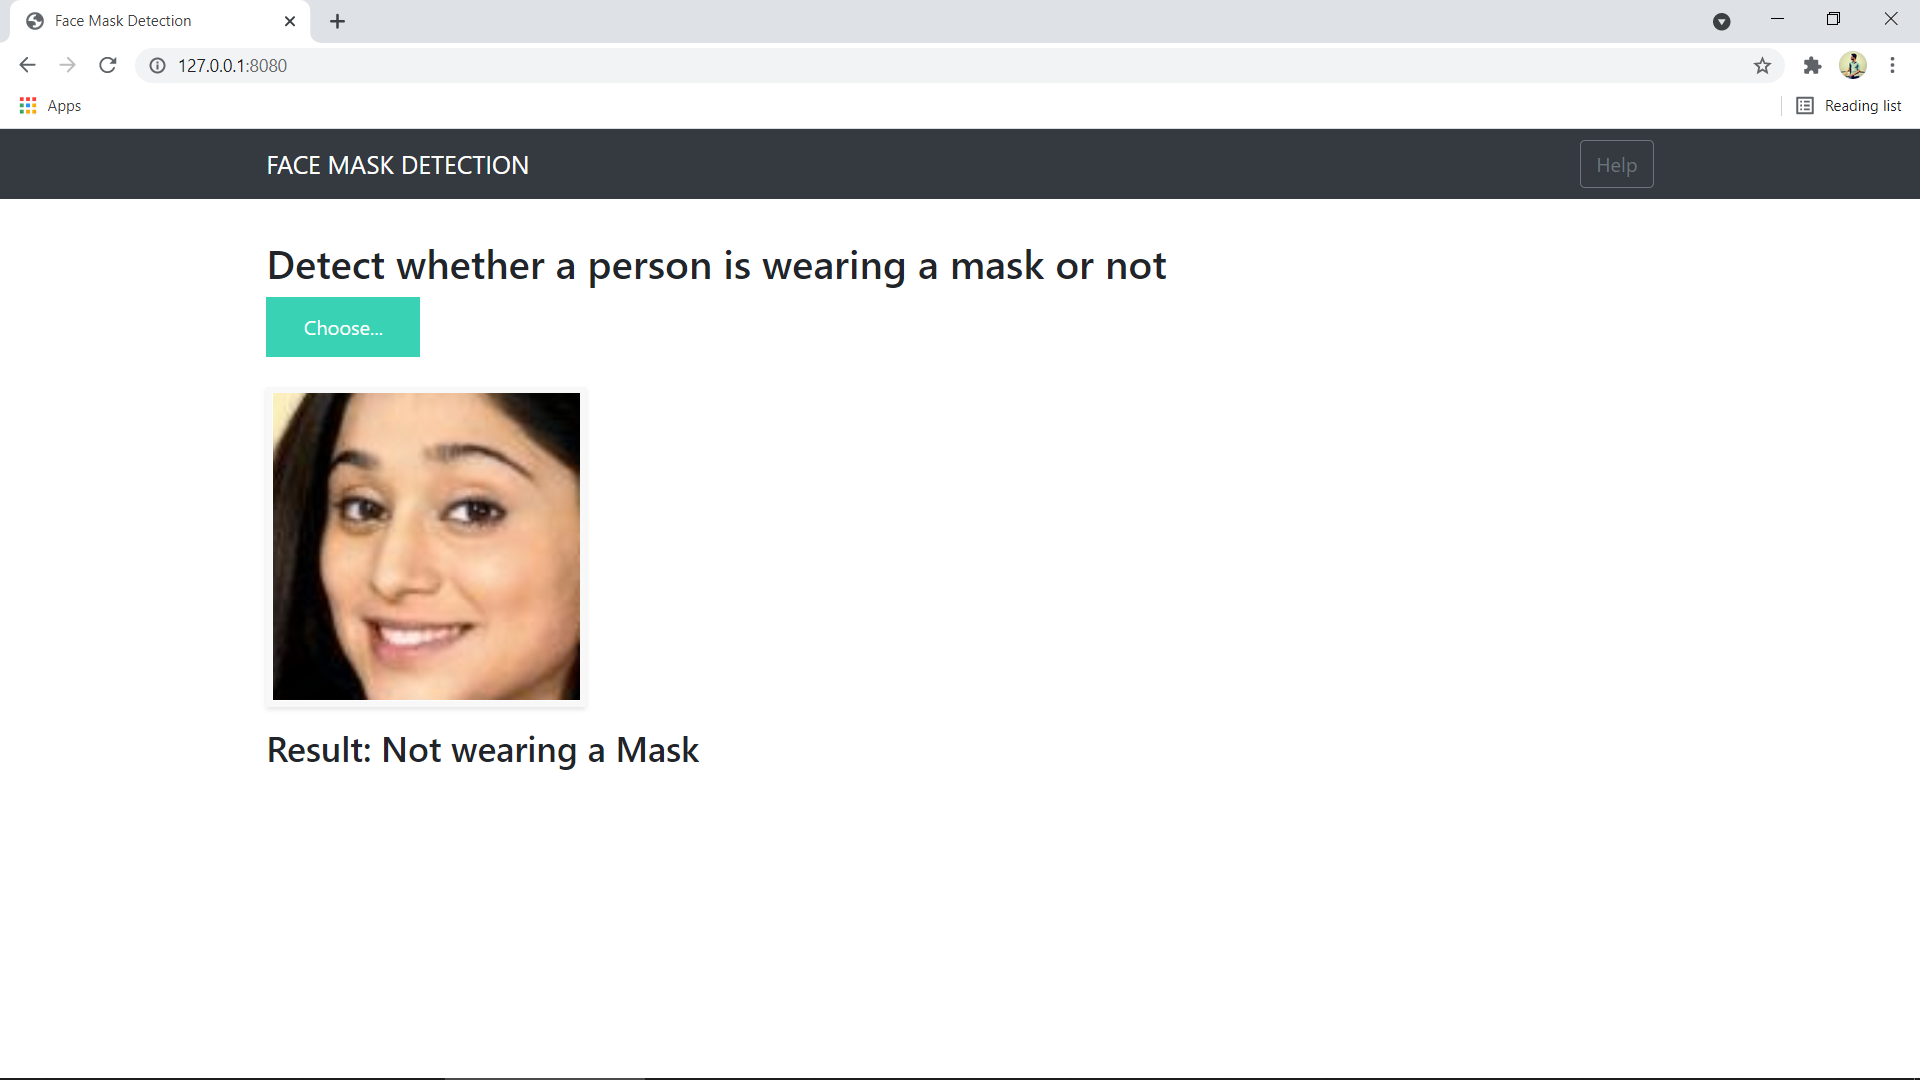 Face Mask Detection
127.0.0.1:8080
Apps
Reading list
FACE MASK DETECTION
Help
Detect whether a person is wearing a mask or not
Choose...
Result: Not wearing a Mask